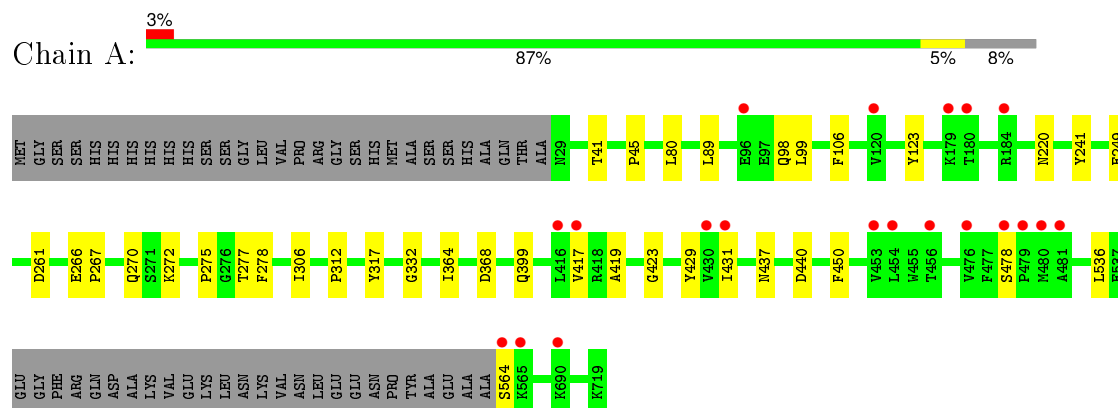 3%
Chain A:
87% 5% 8%
MET GLY SER SER HIS HIS HIS HIS HIS HIS SER SER GLY LEU VAL PRO ARG GLY SER HIS MET ALA SER SER HIS ALA GLN THR ALA N29 T41 P45 L80 L89 E96 E97 Q98 L99 F106 V120 Y123 K179 T180 R184 N220 Y241
D261 E266 P267 Q270 S271 K272 P275 G276 T277 F278 I306 P312 Y317 G332 I364 D368 Q399 L416 V417 R418 A419 G423 Y429 V430 I431 N437 D440 F450 V453 L454 W455 T456 V476 F477 S478 P479 M480 A481 L536
GLU GLY PHE ARG GLN ASP ALA LYS VAL GLU LYS LEU ASN LYS VAL ASN LEU GLU GLU ASN PRO TYR ALA GLU ALA ALA S564 K565 K690 K719